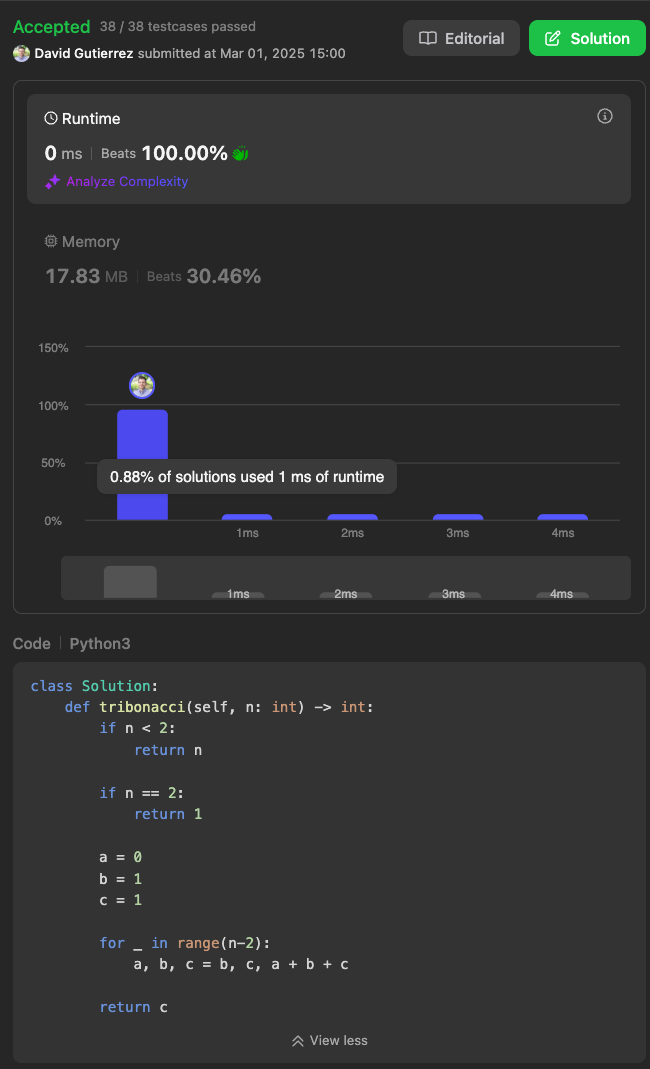 Accepted 38 / 38 testcases passed
David Gutierrez submitted at Mar 01, 2025 15:00
Editorial
Solution
Runtime
0 ms | Beats 100.00%
Analyze Complexity
Memory
17.83 MB | Beats 30.46%
150%
100%
50%
0%
0.88% of solutions used 1 ms of runtime
1ms 2ms 3ms 4ms
1ms 2ms 3ms 4ms
Code | Python3
class Solution:
    def tribonacci(self, n: int) -> int:
        if n < 2:
            return n
        if n == 2:
            return 1
        a = 0
        b = 1
        c = 1
        for _ in range(n-2):
            a, b, c = b, c, a + b + c
        return c
View less